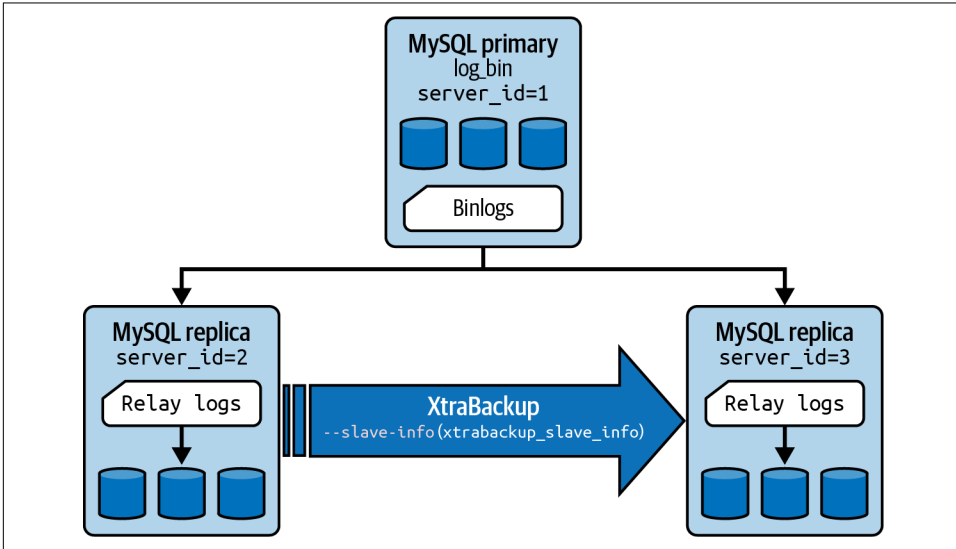 MySQL primary
log_bin
server_id=1
Binlogs
MySQL replica
server_id=2
Relay logs
XtraBackup
--slave-info(xtrabackup_slave_info)
MySQL replica
server_id=3
Relay logs